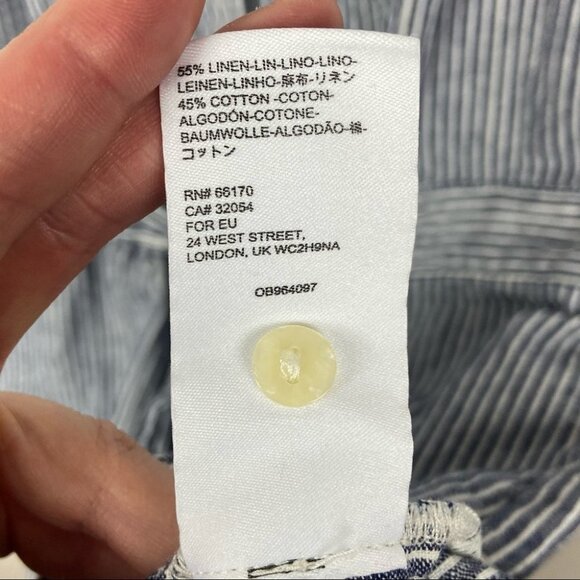 55% LINEN-LIN-LINO-LINO-
LEINEN-LINHO-麻布-リネン
45% COTTON -COTON-
ALGODÓN-COTONE-
BAUMWOLLE-ALGODÃO-棉-
コットン
RN# 66170
CA# 32054
FOR EU
24 WEST STREET,
LONDON, UK WC2H9NA
OB964097